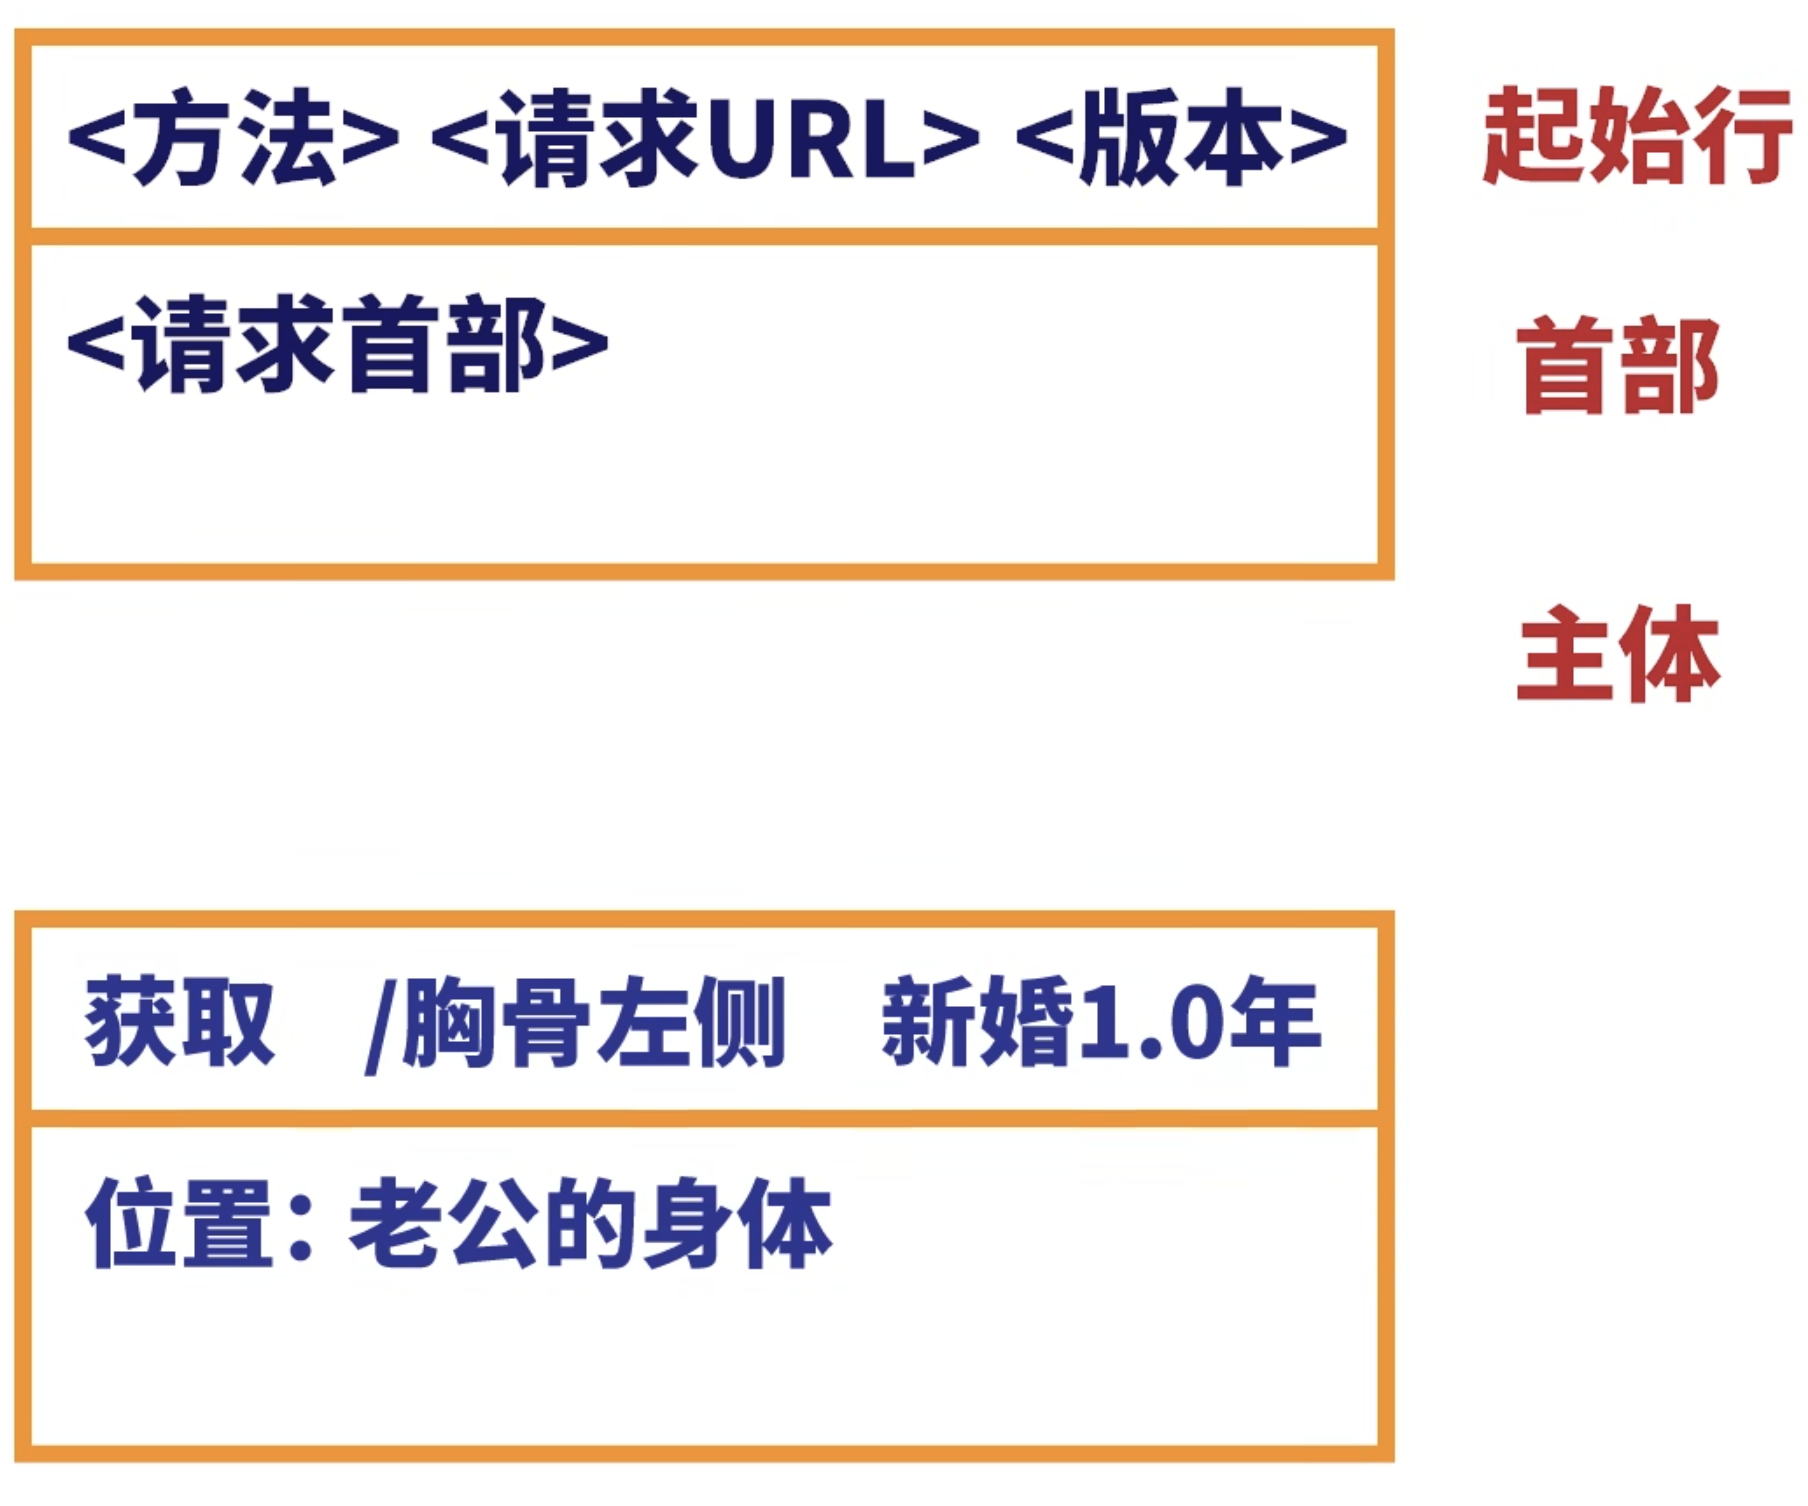 <方法> <请求URL> <版本> 起始行
<请求首部> 首部
主体
获取 /胸骨左侧 新婚1.0年
位置：老公的身体